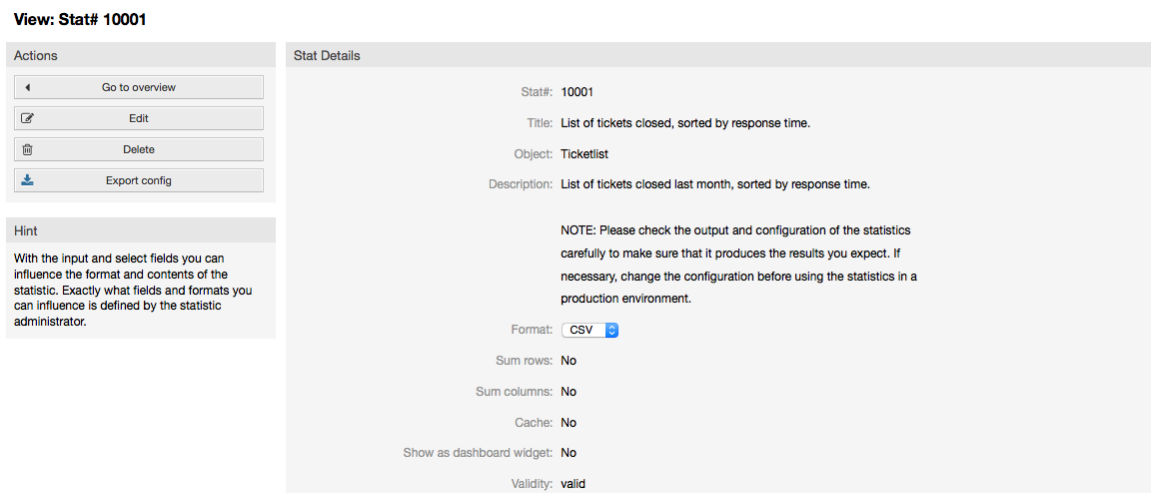 View: Stat# 10001
Actions
Go to overview
Edit
Delete
Export config
Hint
With the input and select fields you can
influence the format and contents of the
statistic. Exactly what fields and formats you
can influence is defined by the statistic
administrator.
Stat Details
Stat#: 10001
Title: List of tickets closed, sorted by response time.
Object: Ticketlist
Description: List of tickets closed last month, sorted by response time.
NOTE: Please check the output and configuration of the statistics
carefully to make sure that it produces the results you expect. If
necessary, change the configuration before using the statistics in a
production environment.
Format: CSV
Sum rows: No
Sum columns: No
Cache: No
Show as dashboard widget: No
Validity: valid